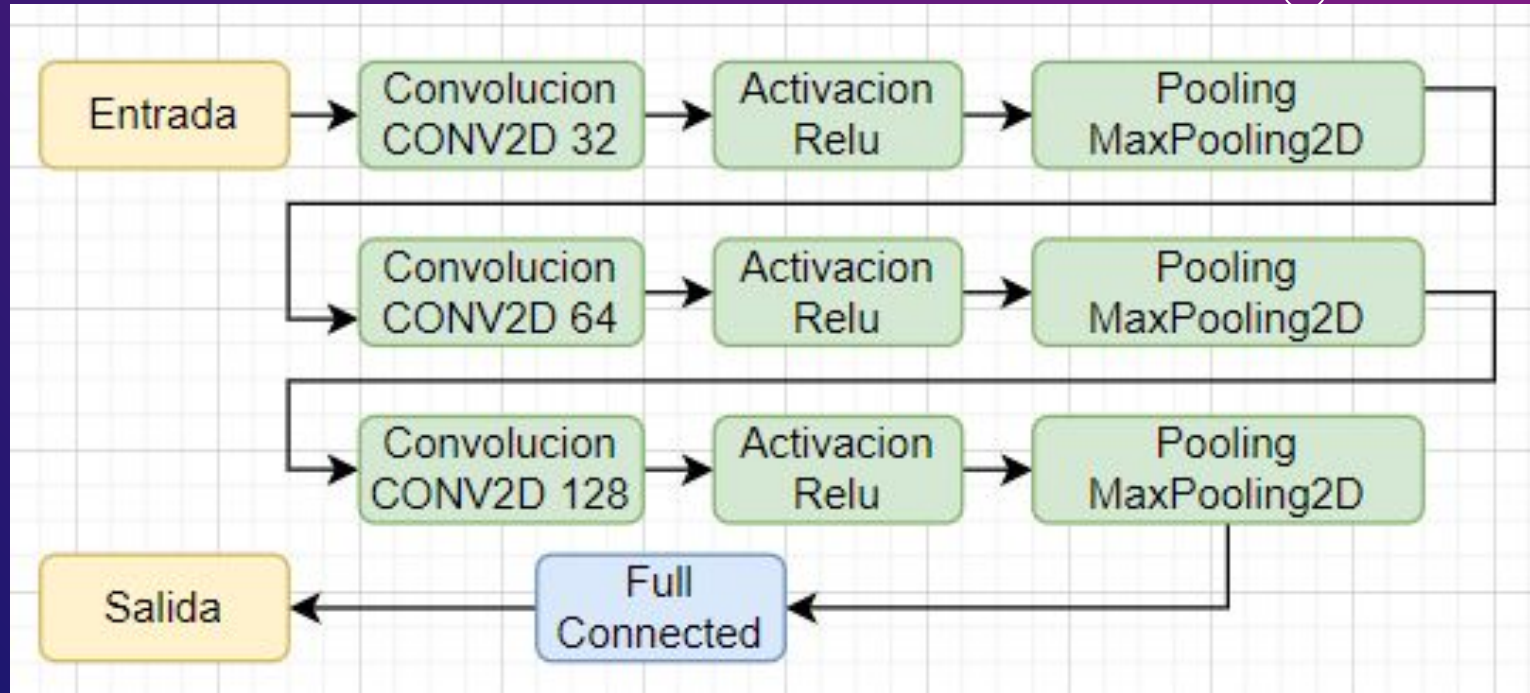 Entrada
Convolucion
CONV2D 32
Activacion
Relu
Pooling
MaxPooling2D
Convolucion
CONV2D 64
Activacion
Relu
Pooling
MaxPooling2D
Convolucion
CONV2D 128
Activacion
Relu
Pooling
MaxPooling2D
Full
Connected
Salida